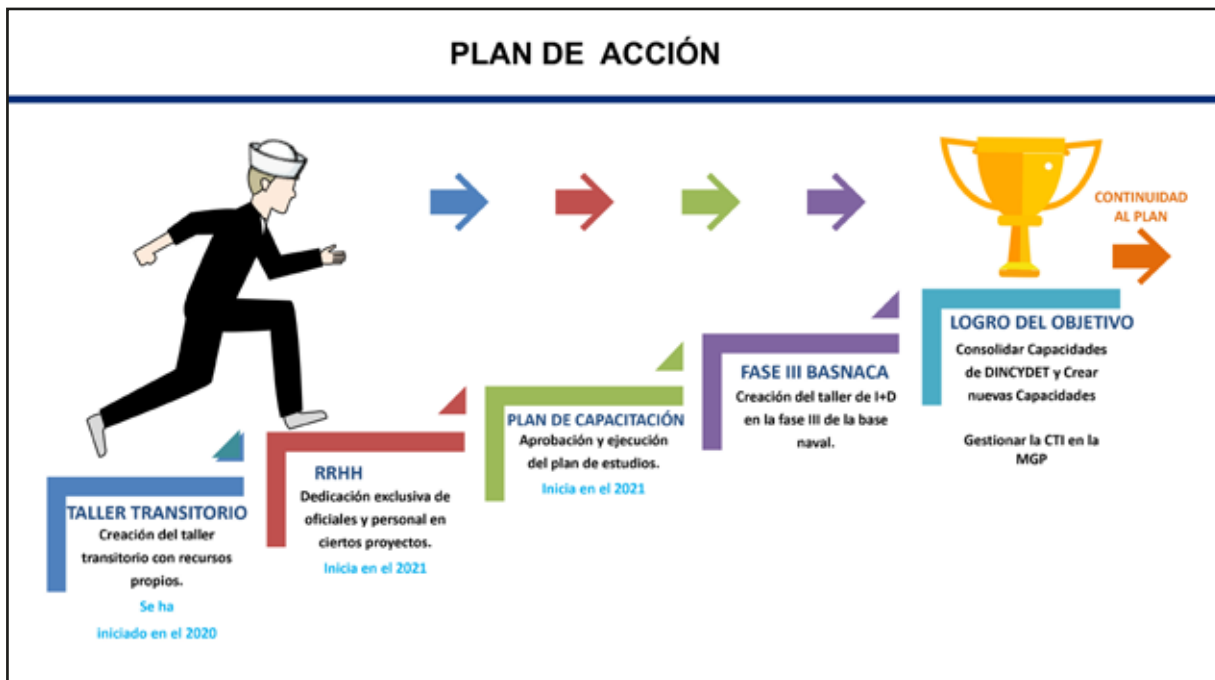 PLAN DE ACCIÓN
CONTINUIDAD
AL PLAN
TALLER TRANSITORIO
Creación del taller
transitorio con recursos
propios.
Se ha
iniciado en el 2020
RRHH
Dedicación exclusiva de
oficiales y personal en
ciertos proyectos.
Inicia en el 2021
PLAN DE CAPACITACIÓN
Aprobación y ejecución
del plan de estudios.
Inicia en el 2021
FASE III BASNACA
Creación del taller de I+D
en la fase III de la base
naval.
LOGRO DEL OBJETIVO
Consolidar Capacidades
de DINCYDET y Crear
nuevas Capacidades
Gestionar la CTI en la
MGP